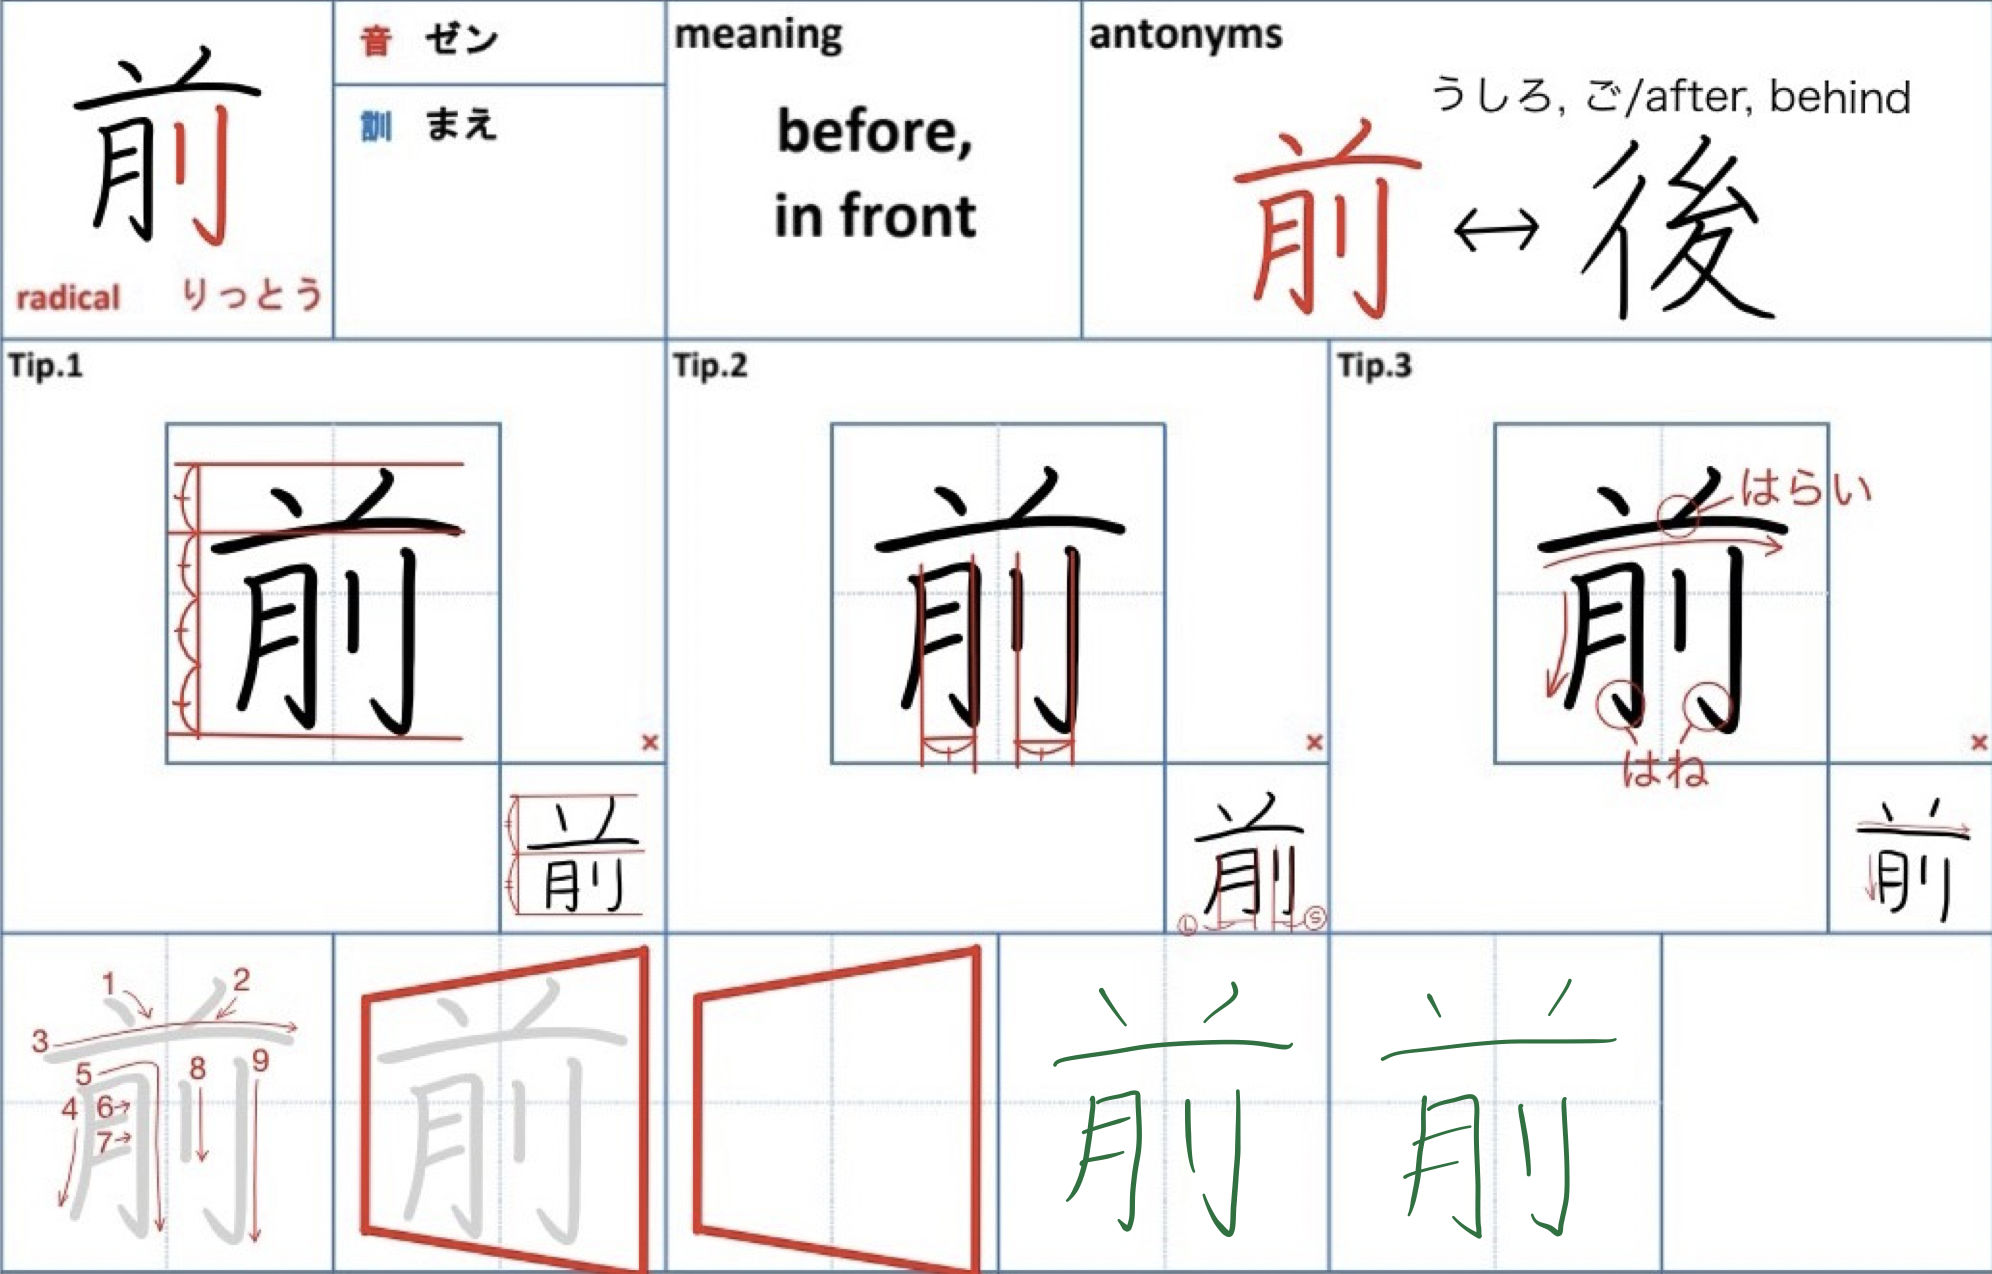 前
radical りっとう
音 ゼン
訓 まえ
meaning
before,
in front
antonyms
うしろ, ご/after, behind
前 ↔ 後
Tip.1
前
×
前
Tip.2
前
×
前
L S
Tip.3
前
はらい
はね
×
前
1 2
3
5 8 9
4 6→
7→
前
前
前
前